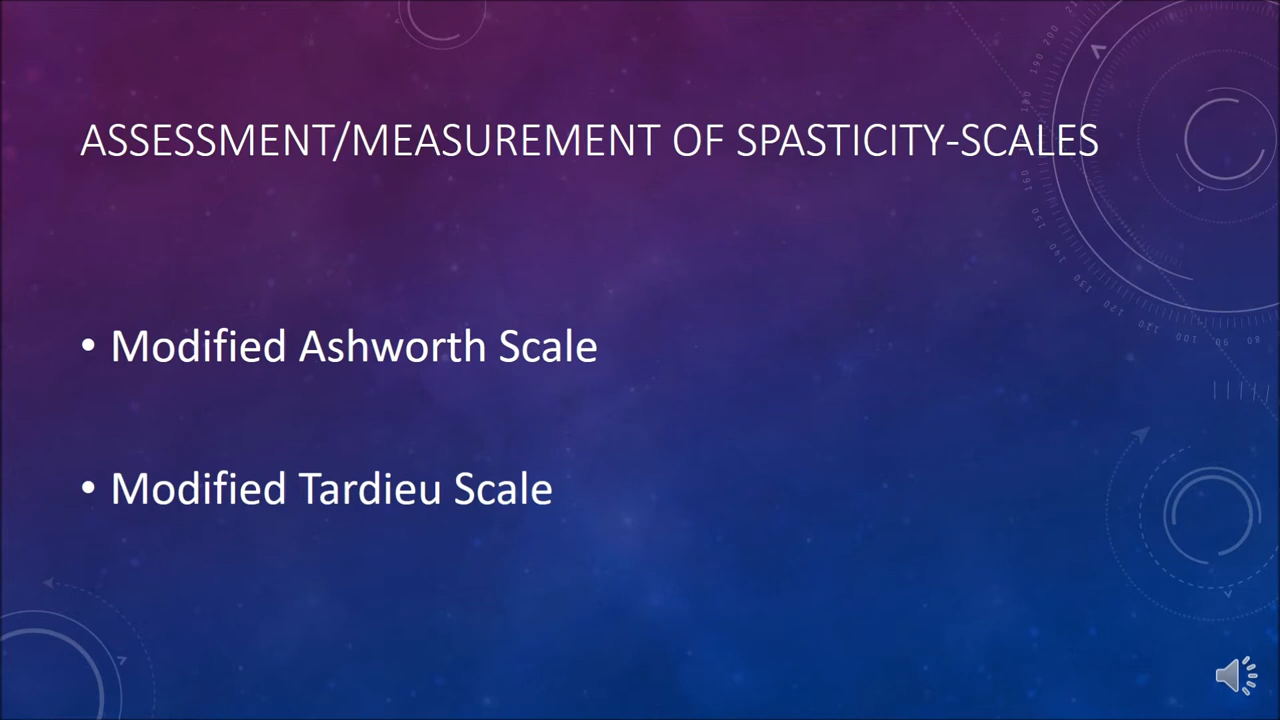 ASSESSMENT/MEASUREMENT OF SPASTICITY-SCALES
• Modified Ashworth Scale
• Modified Tardieu Scale